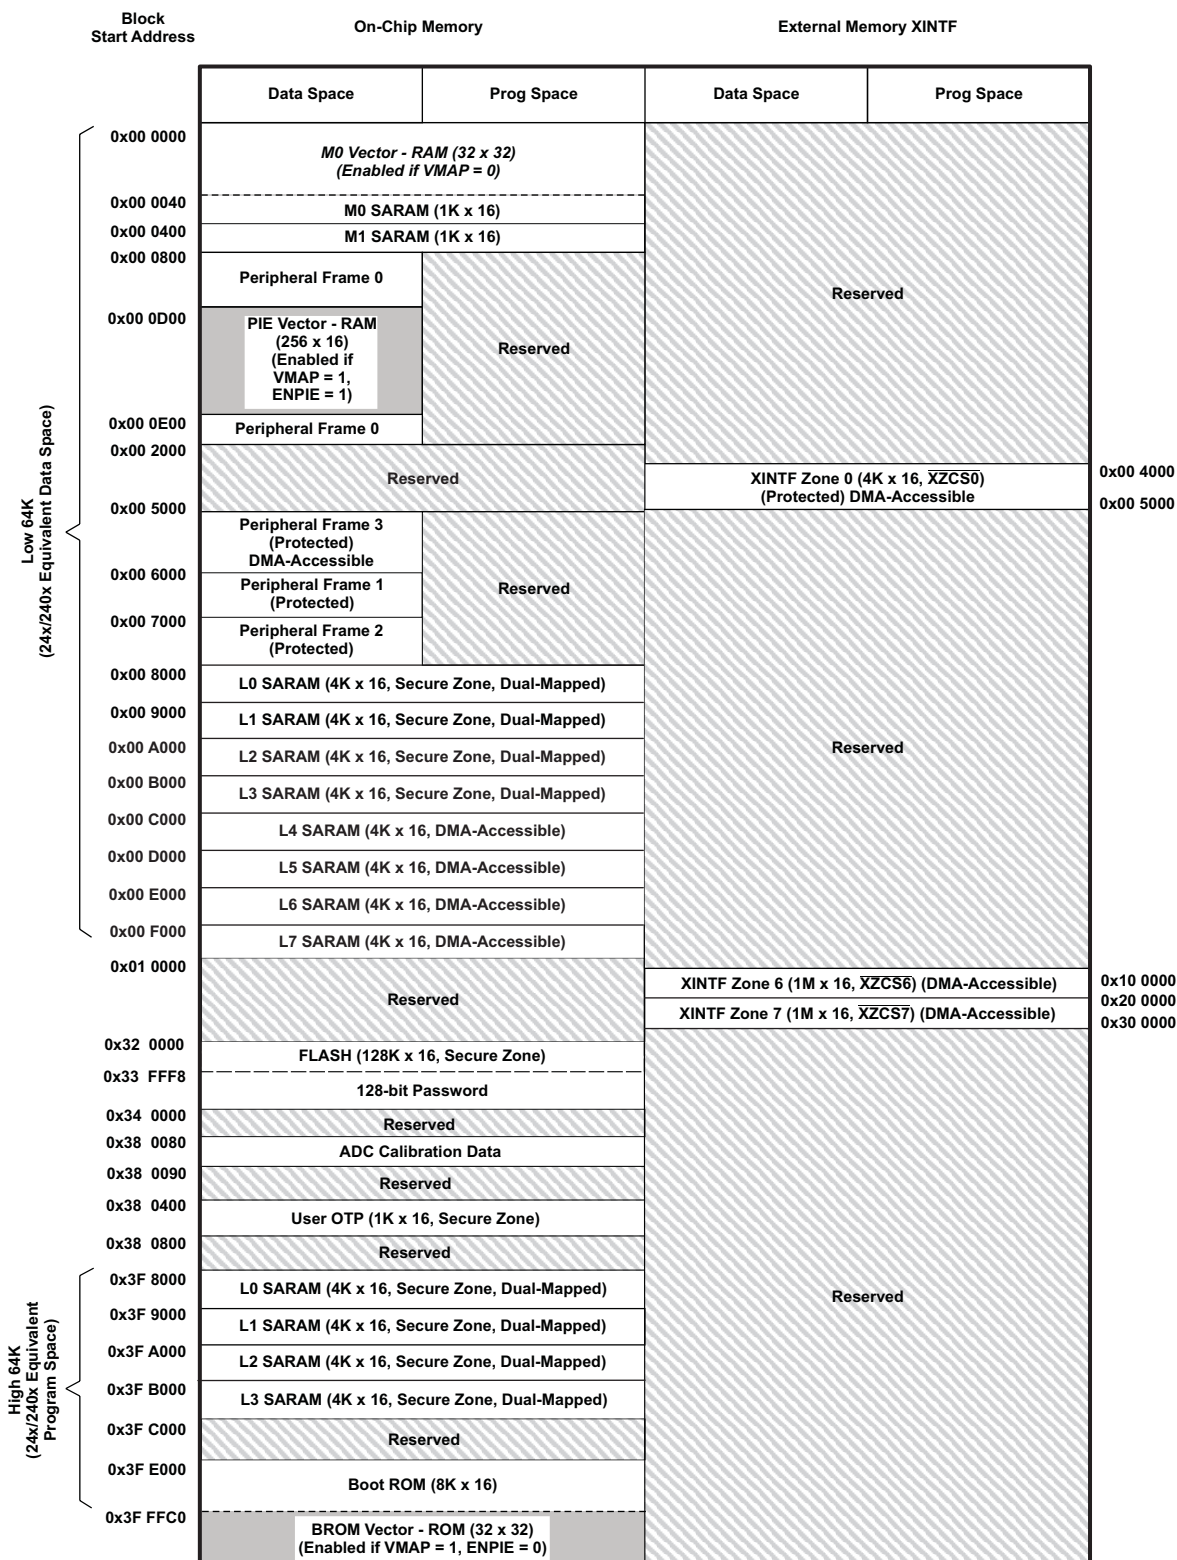 Block
Start Address
On-Chip Memory
External Memory XINTF
Data Space
Prog Space
Data Space
Prog Space
0x00 0000
M0 Vector - RAM (32 x 32)
(Enabled if VMAP = 0)
0x00 0040
M0 SARAM (1K x 16)
0x00 0400
M1 SARAM (1K x 16)
0x00 0800
Peripheral Frame 0
Reserved
0x00 0D00
PIE Vector - RAM
(256 x 16)
(Enabled if
VMAP = 1,
ENPIE = 1)
Reserved
0x00 0E00
Peripheral Frame 0
0x00 2000
Reserved
XINTF Zone 0 (4K x 16, XZCS0)
(Protected) DMA-Accessible
0x00 4000
0x00 5000
0x00 5000
Peripheral Frame 3
(Protected)
DMA-Accessible
0x00 6000
Peripheral Frame 1
(Protected)
Reserved
0x00 7000
Peripheral Frame 2
(Protected)
Low 64K
(24x/240x Equivalent Data Space)
0x00 8000
L0 SARAM (4K x 16, Secure Zone, Dual-Mapped)
0x00 9000
L1 SARAM (4K x 16, Secure Zone, Dual-Mapped)
0x00 A000
L2 SARAM (4K x 16, Secure Zone, Dual-Mapped)
Reserved
0x00 B000
L3 SARAM (4K x 16, Secure Zone, Dual-Mapped)
0x00 C000
L4 SARAM (4K x 16, DMA-Accessible)
0x00 D000
L5 SARAM (4K x 16, DMA-Accessible)
0x00 E000
L6 SARAM (4K x 16, DMA-Accessible)
0x00 F000
L7 SARAM (4K x 16, DMA-Accessible)
0x01 0000
Reserved
XINTF Zone 6 (1M x 16, XZCS6) (DMA-Accessible)
0x10 0000
XINTF Zone 7 (1M x 16, XZCS7) (DMA-Accessible)
0x20 0000
0x30 0000
0x32 0000
FLASH (128K x 16, Secure Zone)
0x33 FFF8
128-bit Password
0x34 0000
Reserved
0x38 0080
ADC Calibration Data
0x38 0090
Reserved
0x38 0400
User OTP (1K x 16, Secure Zone)
0x38 0800
Reserved
0x3F 8000
L0 SARAM (4K x 16, Secure Zone, Dual-Mapped)
Reserved
0x3F 9000
L1 SARAM (4K x 16, Secure Zone, Dual-Mapped)
0x3F A000
L2 SARAM (4K x 16, Secure Zone, Dual-Mapped)
0x3F B000
L3 SARAM (4K x 16, Secure Zone, Dual-Mapped)
High 64K
(24x/240x Equivalent
Program Space)
0x3F C000
Reserved
0x3F E000
Boot ROM (8K x 16)
0x3F FFC0
BROM Vector - ROM (32 x 32)
(Enabled if VMAP = 1, ENPIE = 0)